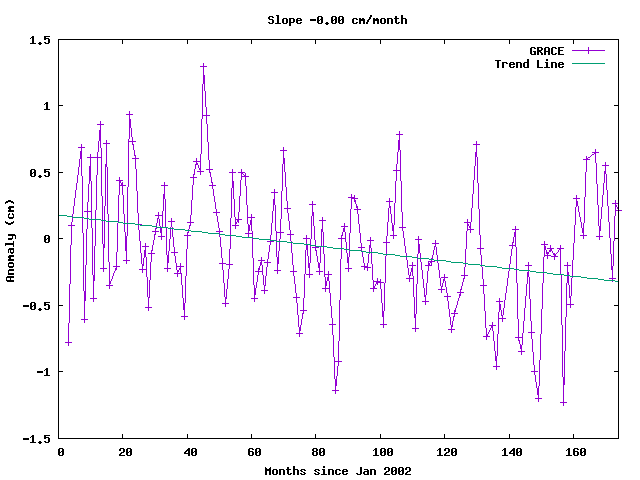 Slope -0.00 cm/month
1.5
1
0.5
0
-0.5
-1
-1.5
Anomaly (cm)
GRACE
Trend Line
0 20 40 60 80 100 120 140 160
Months since Jan 2002